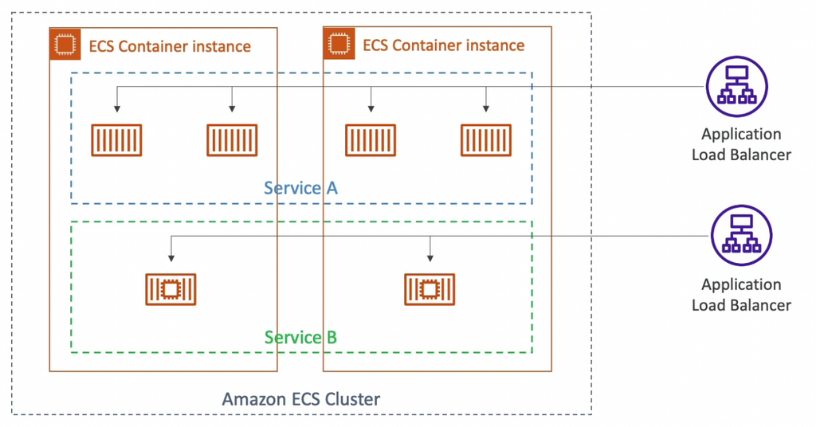 ECS Container instance
ECS Container instance
Application
Load Balancer
Service A
Application
Load Balancer
Service B
Amazon ECS Cluster